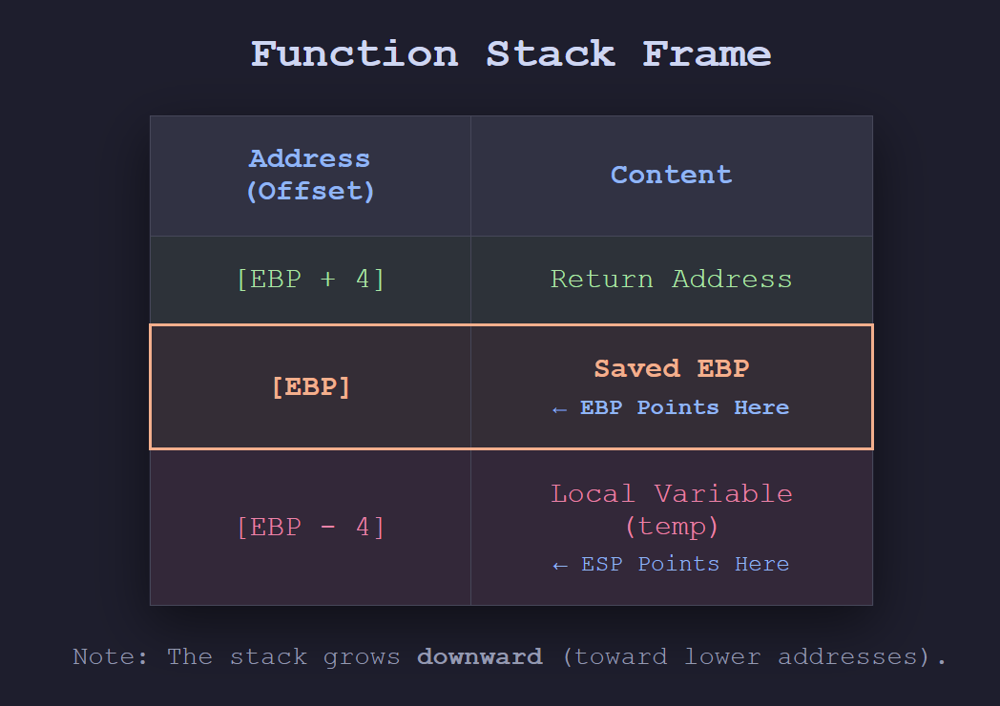 Function Stack Frame
Address
(Offset)
Content
[EBP + 4]
Return Address
[EBP]
Saved EBP
← EBP Points Here
[EBP - 4]
Local Variable
(temp)
← ESP Points Here
Note: The stack grows downward (toward lower addresses).